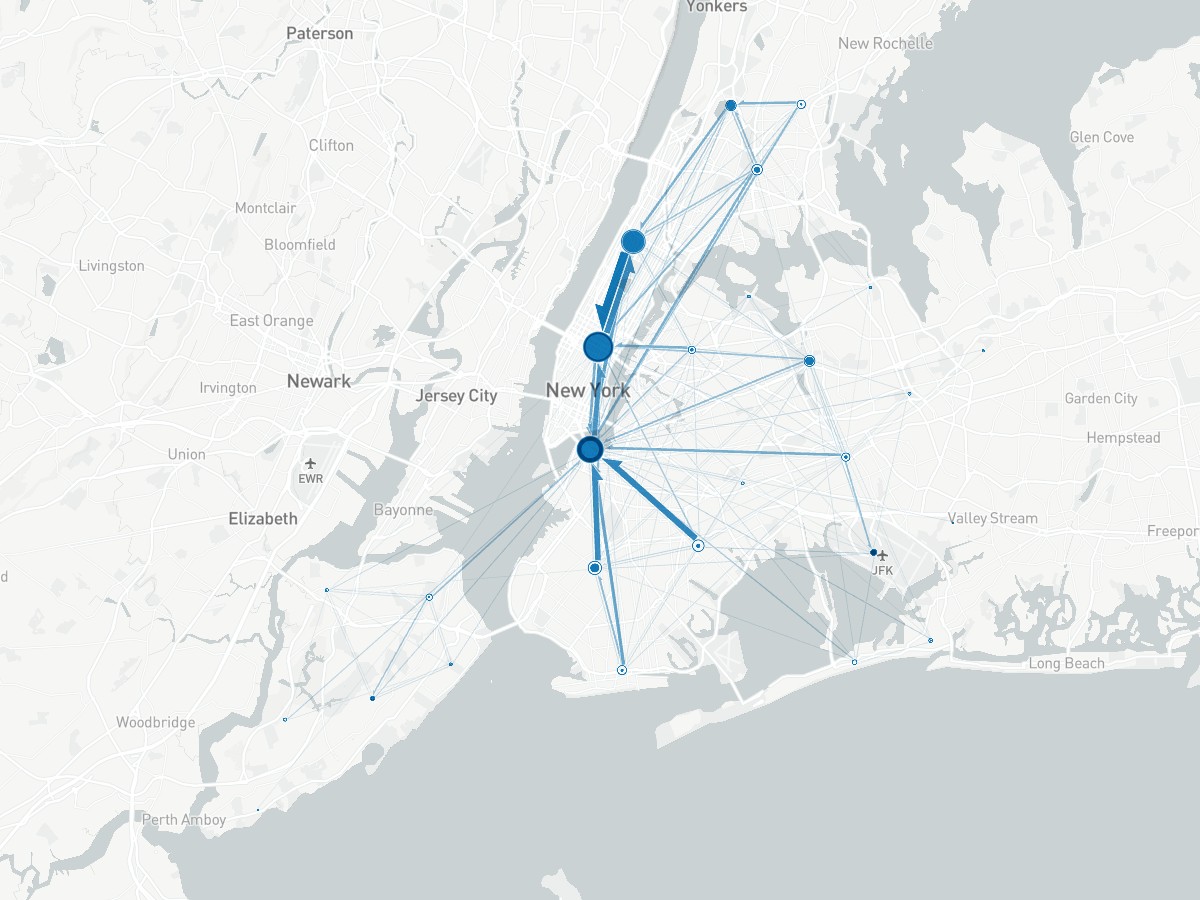 Yonkers
Paterson
New Rochelle
Clifton
Glen Cove
Montclair
Bloomfield
Livingston
East Orange
Newark
Irvington
Jersey City
New York
Garden City
Hempstead
Union
EWR
Elizabeth
Bayonne
Valley Stream
Freepor
JFK
d
Long Beach
Woodbridge
Perth Amboy